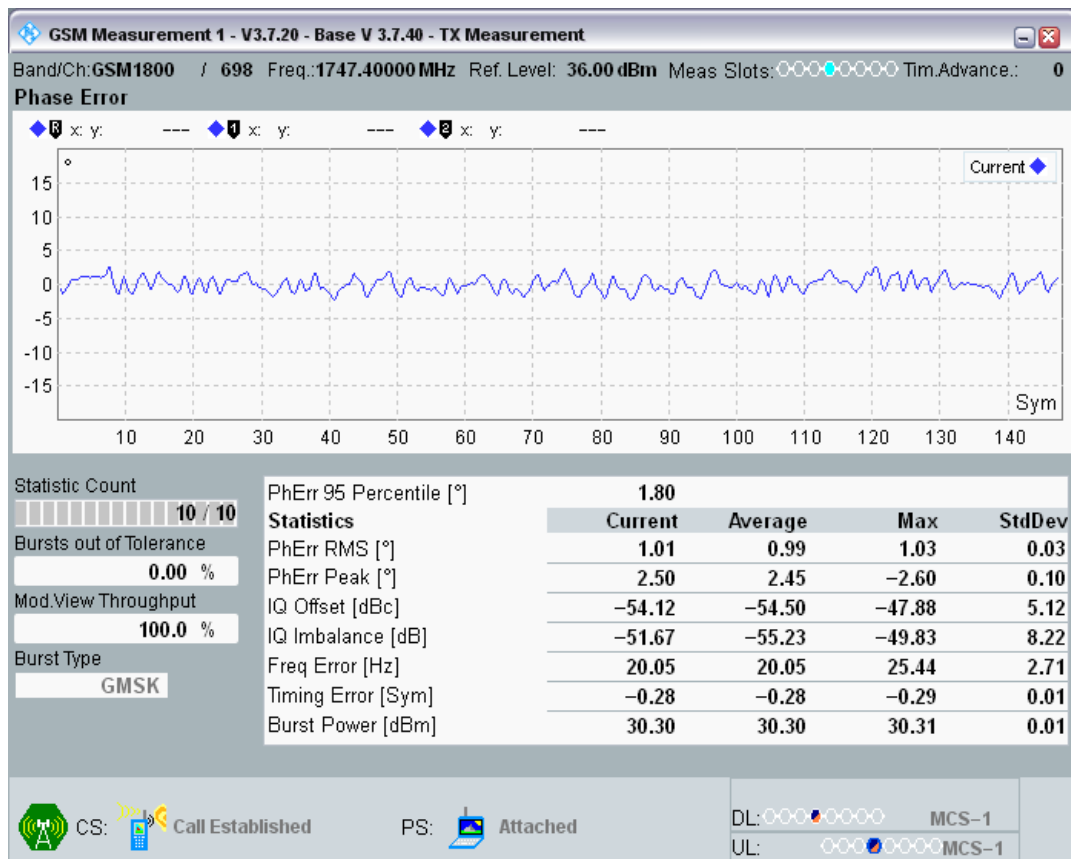 GSM Measurement 1 - V3.7.20 - Base V 3.7.40 - TX Measurement
Band/Ch:GSM1800 / 698 Freq.:1747.40000 MHz Ref. Level: 36.00 dBm Meas Slots: Tim.Advance.: 0
Phase Error
R x: y: --- 1 x: y: --- 2 x: y: ---
° Current
15
10
5
0
-5
-10
-15
Sym
10 20 30 40 50 60 70 80 90 100 110 120 130 140
Statistic Count
10 / 10
Bursts out of Tolerance
0.00 %
Mod.View Throughput
100.0 %
Burst Type
GMSK
PhErr 95 Percentile [°] 1.80
Statistics Current Average Max StdDev
PhErr RMS [°] 1.01 0.99 1.03 0.03
PhErr Peak [°] 2.50 2.45 −2.60 0.10
IQ Offset [dBc] −54.12 −54.50 −47.88 5.12
IQ Imbalance [dB] −51.67 −55.23 −49.83 8.22
Freq Error [Hz] 20.05 20.05 25.44 2.71
Timing Error [Sym] −0.28 −0.28 −0.29 0.01
Burst Power [dBm] 30.30 30.30 30.31 0.01
CS: Call Established PS: Attached
DL: MCS−1
UL: MCS−1